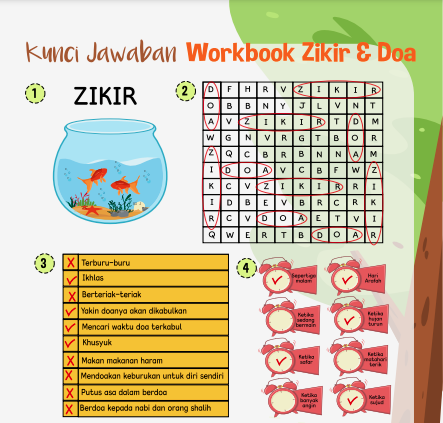 Kunci Jawaban Workbook Zikir & Doa
1
ZIKIR
2
D F H R V Z I K I R
O B B N Y J L N T
A V Z I K I R T D M
W G N V R G T B O R
Z Q C B R B N N A M
I D O A V C B F W Z
K C V Z I K I R R I
I D B E V B R C R K
R C V D O A E T V I
Q W E R T B D O A R
3
Terburu-buru
Ikhlas
Berteriak-teriak
Yakin doanya akan dikabulkan
Mencari waktu doa terkabul
Khusyuk
Makan makanan haram
Mendoakan keburukan untuk diri sendiri
Putus asa dalam berdoa
Berdoa kepada nabi dan orang shalih
4
Sepertiga
malam
Hari
Arafah
Ketika
sedang
bermain
Ketika
hujan
turun
Ketika
safar
Ketika
matahari
terik
Ketika
banyak
angin
Ketika
sujud